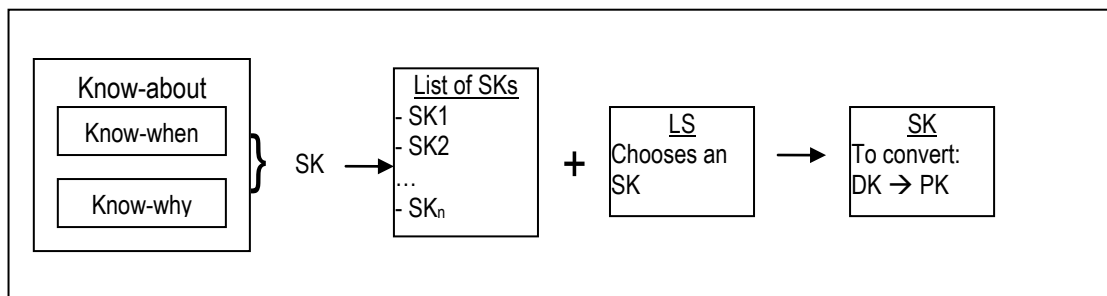 Know-about
Know-when
Know-why
}
SK
List of SKs
- SK1
- SK2
...
- SKn
+
LS
Chooses an
SK
SK
To convert:
DK → PK